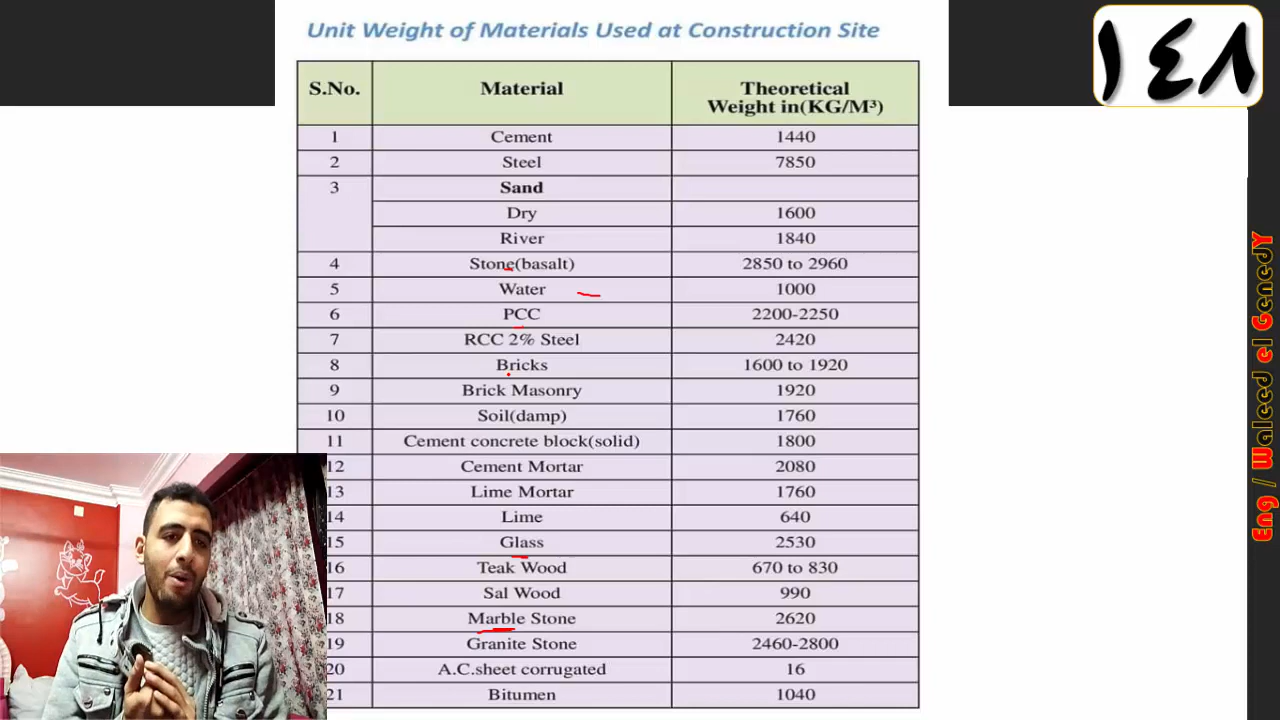 Unit Weight of Materials Used at Construction Site
١٤٨
S.No. Material Theoretical Weight in(KG/M³)
1 Cement 1440
2 Steel 7850
3 Sand
Dry 1600
River 1840
4 Stone(basalt) 2850 to 2960
5 Water 1000
6 PCC 2200-2250
7 RCC 2% Steel 2420
8 Bricks 1600 to 1920
9 Brick Masonry 1920
10 Soil(damp) 1760
11 Cement concrete block(solid) 1800
12 Cement Mortar 2080
13 Lime Mortar 1760
14 Lime 640
15 Glass 2530
16 Teak Wood 670 to 830
17 Sal Wood 990
18 Marble Stone 2620
19 Granite Stone 2460-2800
20 A.C.sheet corrugated 16
21 Bitumen 1040
Eng / Waleed el GenedY